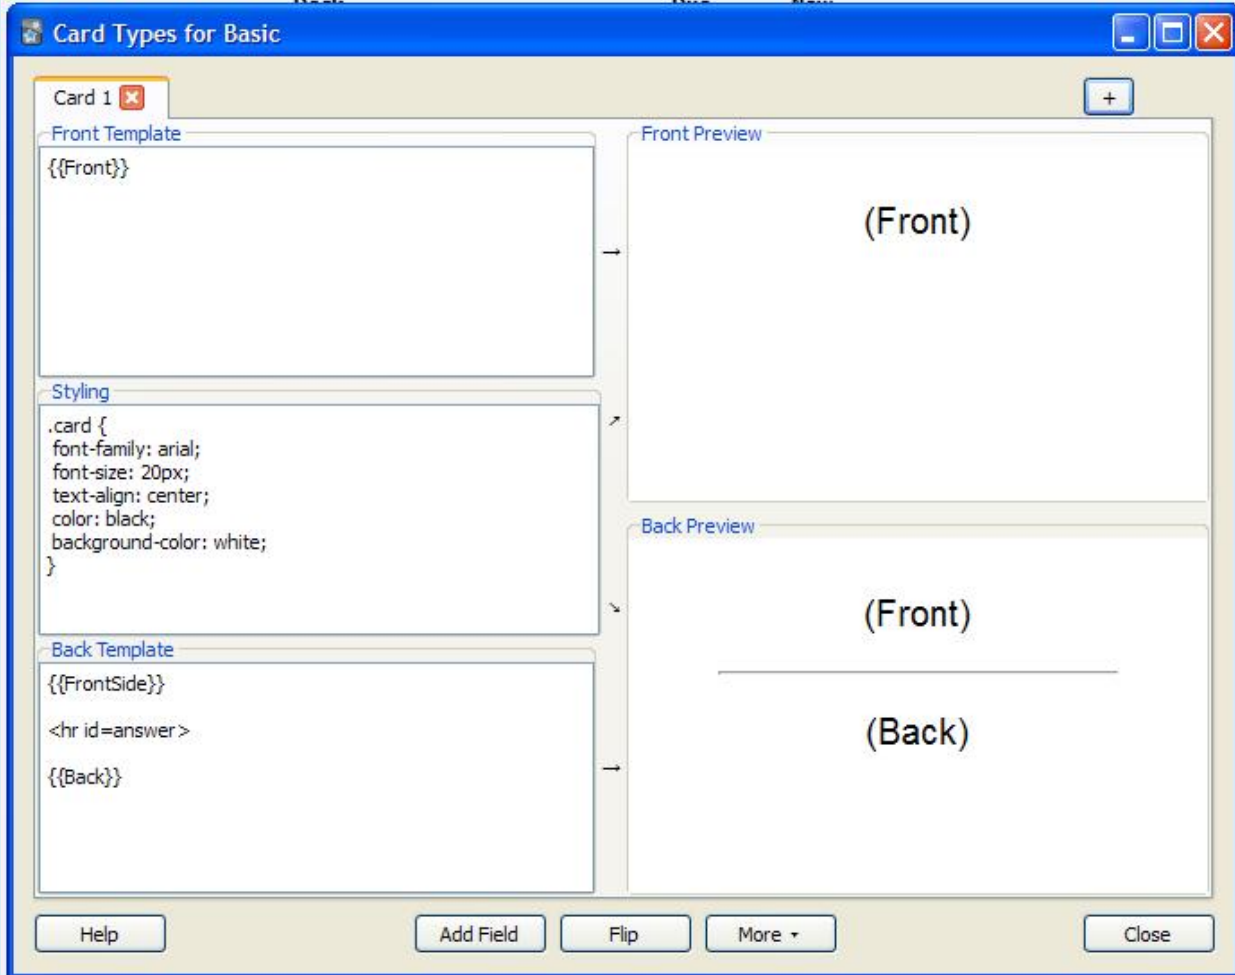 Card Types for Basic
Card 1
+
Front Template
{{Front}}
→
Styling
.card {
font-family: arial;
font-size: 20px;
text-align: center;
color: black;
background-color: white;
}
↗
↘
Back Template
{{FrontSide}}
<hr id=answer>
{{Back}}
→
Front Preview
(Front)
Back Preview
(Front)
(Back)
Help
Add Field
Flip
More
Close